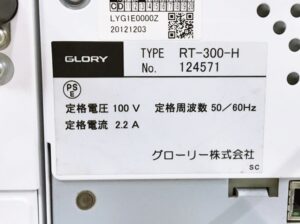 LYG1E0000Z
20121203
GLORY
TYPE RT-300-H
No. 124571
PS
E
定格電圧 100 V 定格周波数 50/60Hz
定格電流 2.2 A
グローリー株式会社
SC